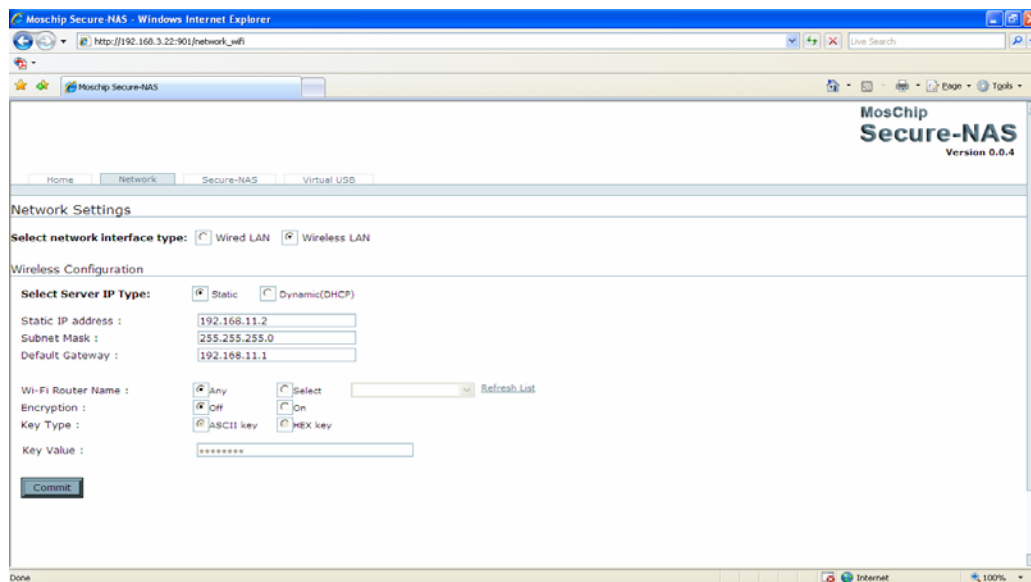 Moschip Secure-NAS - Windows Internet Explorer
http://192.168.3.22:901/network_wifi
Live Search
Moschip Secure-NAS
Page
Tools
MosChip
Secure-NAS
Version 0.0.4
Home Network Secure-NAS Virtual USB
Network Settings
Select network interface type: Wired LAN Wireless LAN
Wireless Configuration
Select Server IP Type: Static Dynamic(DHCP)
Static IP address : 192.168.11.2
Subnet Mask : 255.255.255.0
Default Gateway : 192.168.11.1
Wi-Fi Router Name : Any Select Refresh List
Encryption : Off On
Key Type : ASCII key HEX key
Key Value : ********
Commit
Done Internet 100%